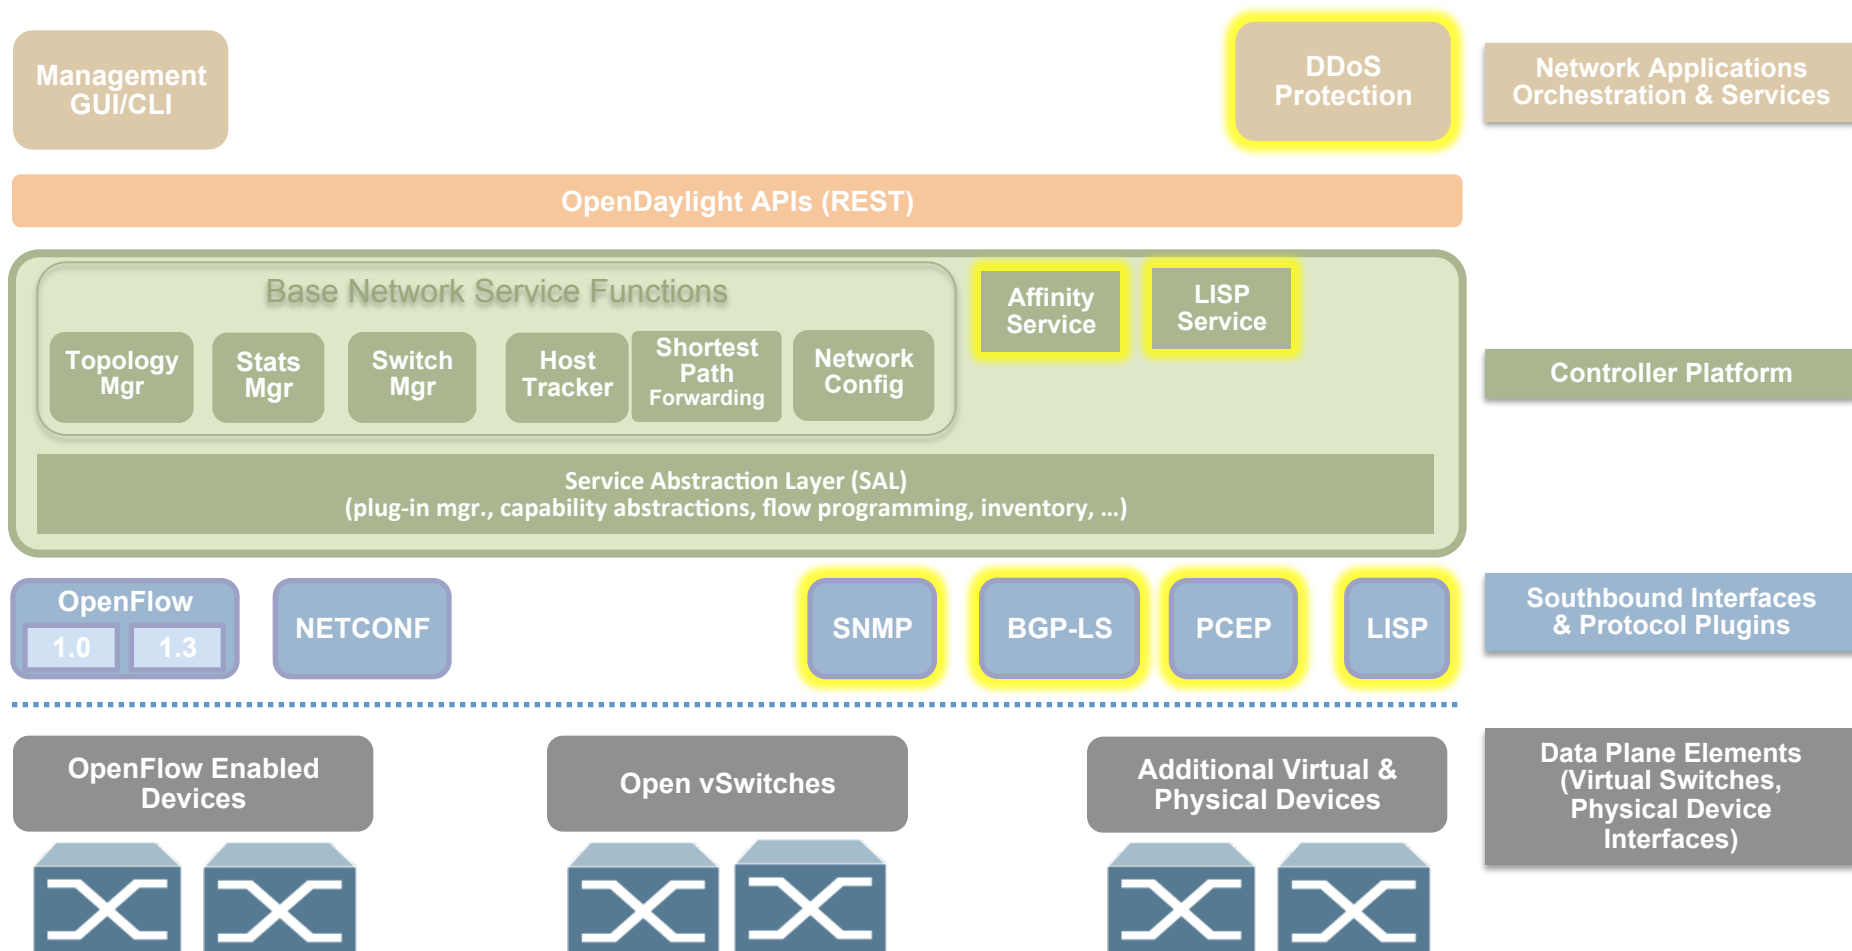 Management
GUI/CLI
DDoS
Protection
Network Applications
Orchestration & Services
OpenDaylight APIs (REST)
Base Network Service Functions
Topology
Mgr
Stats
Mgr
Switch
Mgr
Host
Tracker
Shortest
Path
Forwarding
Network
Config
Affinity
Service
LISP
Service
Controller Platform
Service Abstraction Layer (SAL)
(plug-in mgr., capability abstractions, flow programming, inventory, …)
OpenFlow
1.0
1.3
NETCONF
SNMP
BGP-LS
PCEP
LISP
Southbound Interfaces
& Protocol Plugins
OpenFlow Enabled
Devices
Open vSwitches
Additional Virtual &
Physical Devices
Data Plane Elements
(Virtual Switches,
Physical Device
Interfaces)